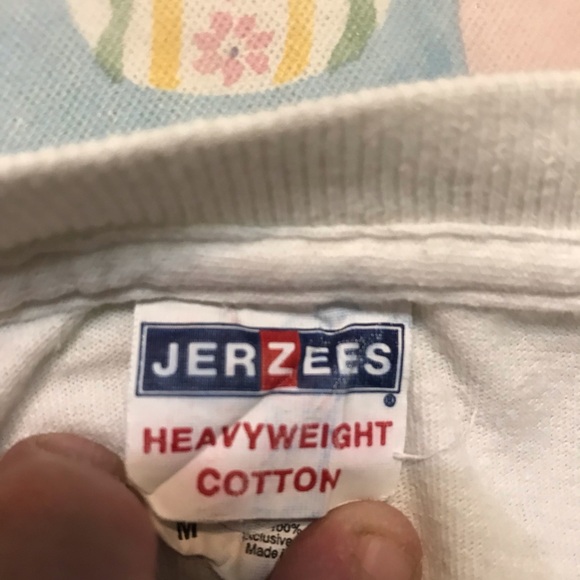 JERZEES
®
HEAVYWEIGHT
COTTON
M
100%
Made